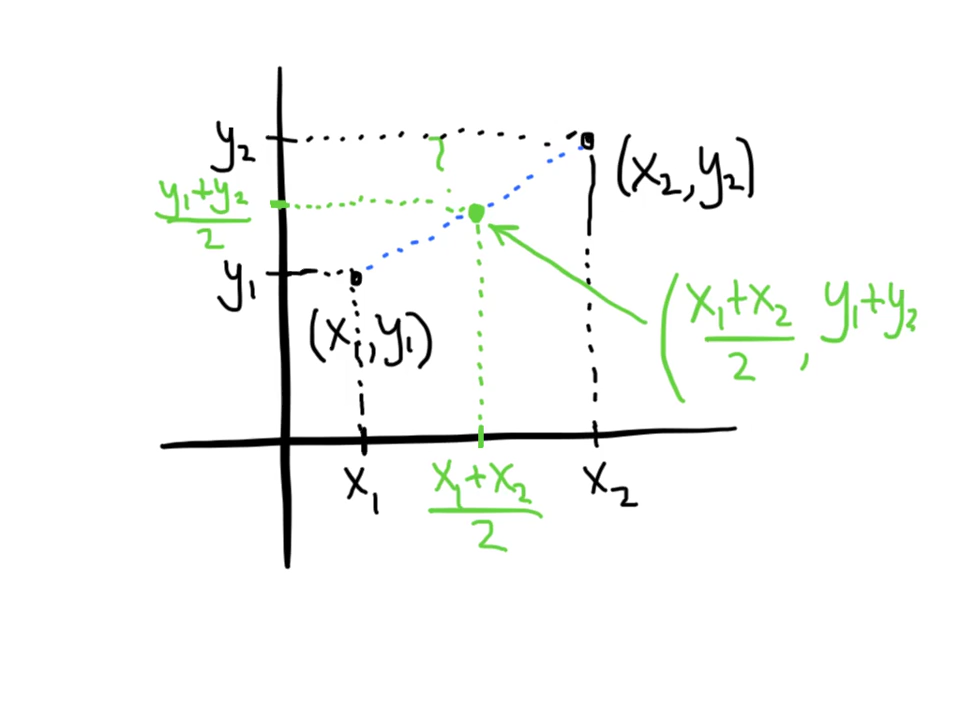 y₂
(x₂, y₂)
y₁+y₂
2
y₁
(x₁, y₁)
(x₁+x₂
2
, y₁+y₂
x₁
x₁+x₂
2
x₂